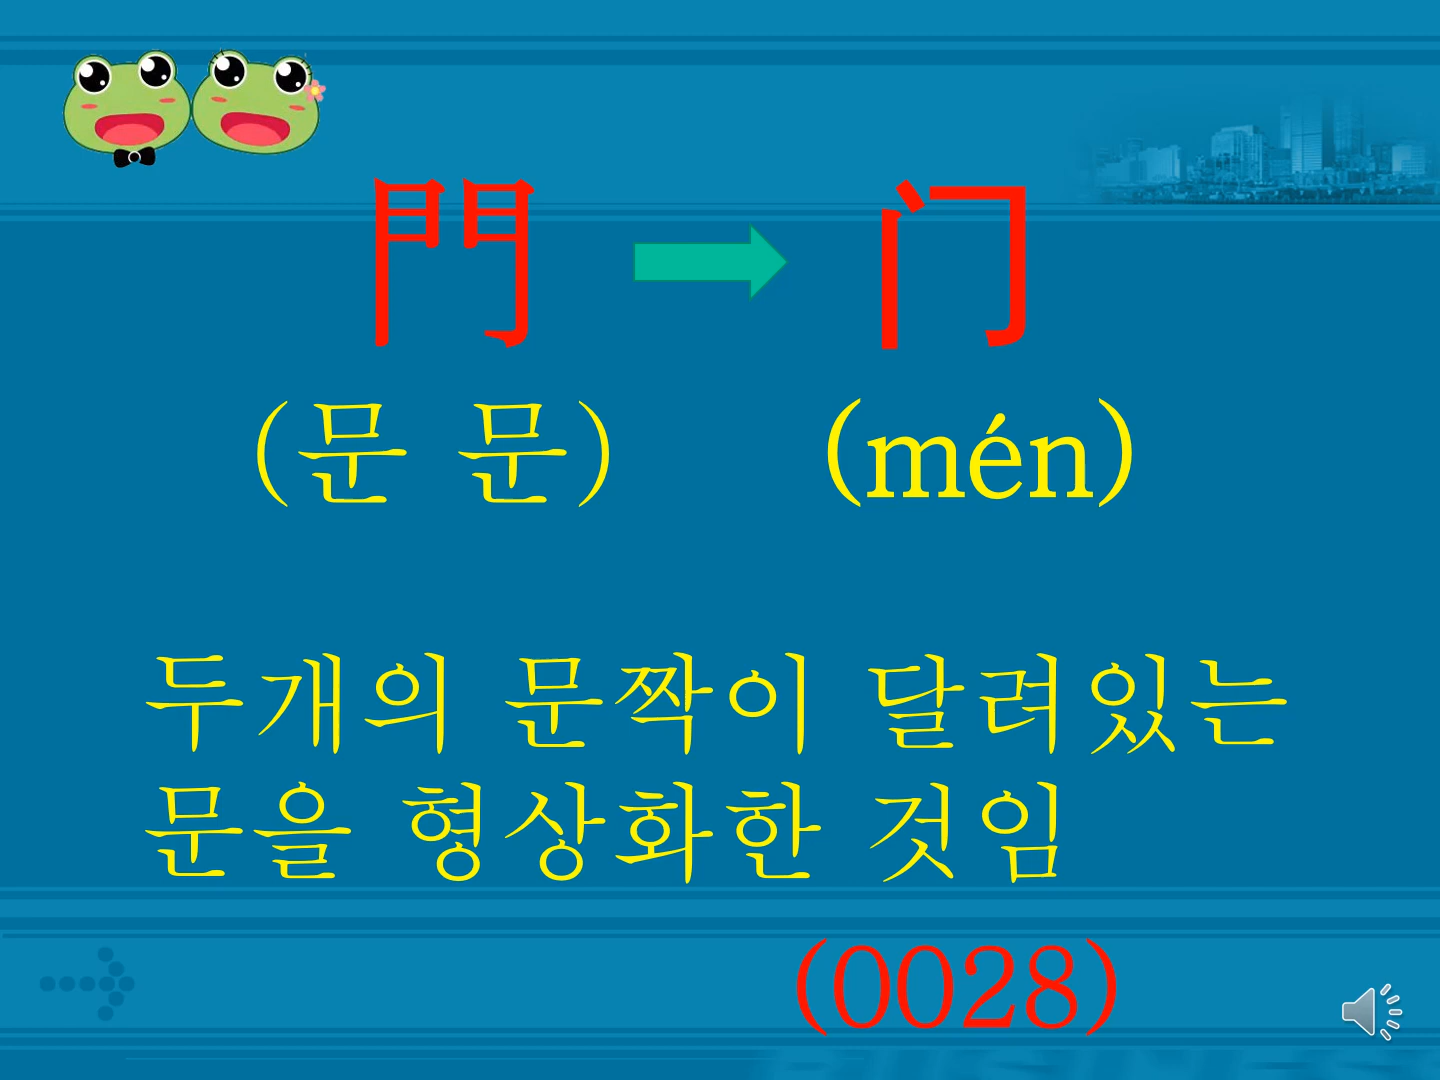 門 门
(문 문) (mén)
두개의 문짝이 달려있는
문을 형상화한 것임
(0028)